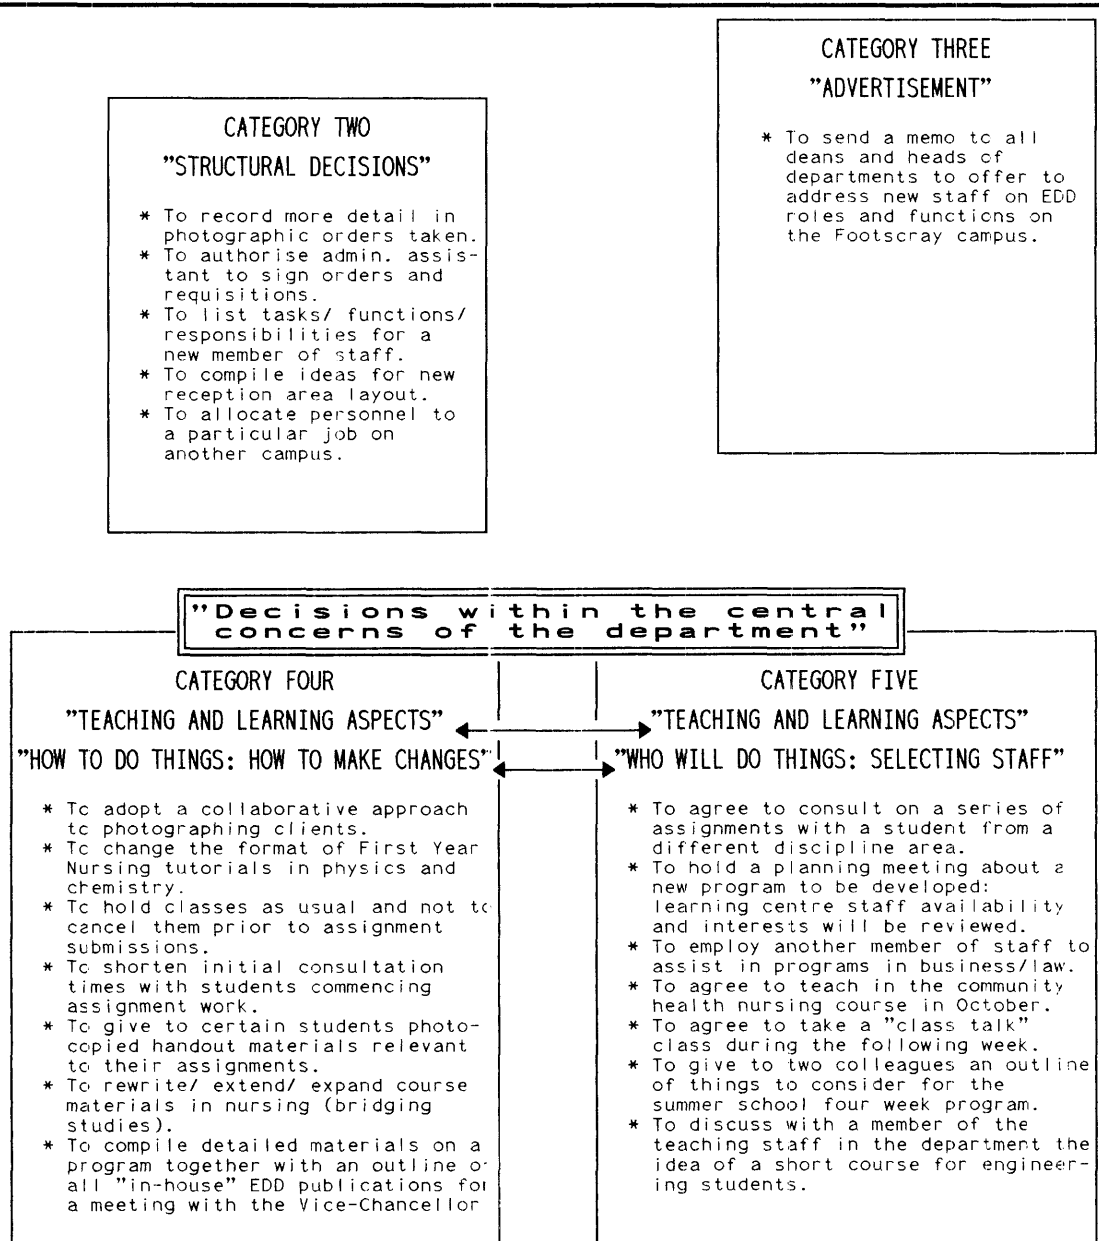 CATEGORY THREE
"ADVERTISEMENT"
* To send a memo to all
deans and heads of
departments to offer to
address new staff on EDD
roles and functions on
the Footscray campus.
CATEGORY TWO
"STRUCTURAL DECISIONS"
* To record more detail in
photographic orders taken.
* To authorise admin. assis-
tant to sign orders and
requisitions.
* To list tasks/ functions/
responsibilities for a
new member of staff.
* To compile ideas for new
reception area layout.
* To allocate personnel to
a particular job on
another campus.
"Decisions within the central
concerns of the department"
CATEGORY FOUR
"TEACHING AND LEARNING ASPECTS"
"HOW TO DO THINGS: HOW TO MAKE CHANGES"
* To adopt a collaborative approach
to photographing clients.
* To change the format of First Year
Nursing tutorials in physics and
chemistry.
* To hold classes as usual and not to
cancel them prior to assignment
submissions.
* To shorten initial consultation
times with students commencing
assignment work.
* To give to certain students photo-
copied handout materials relevant
to their assignments.
* To rewrite/ extend/ expand course
materials in nursing (bridging
studies).
* To compile detailed materials on a
program together with an outline of
all "in-house" EDD publications for
a meeting with the Vice-Chancellor
CATEGORY FIVE
"TEACHING AND LEARNING ASPECTS"
"WHO WILL DO THINGS: SELECTING STAFF"
* To agree to consult on a series of
assignments with a student from a
different discipline area.
* To hold a planning meeting about a
new program to be developed:
learning centre staff availability
and interests will be reviewed.
* To employ another member of staff to
assist in programs in business/law.
* To agree to teach in the community
health nursing course in October.
* To agree to take a "class talk"
class during the following week.
* To give to two colleagues an outline
of things to consider for the
summer school four week program.
* To discuss with a member of the
teaching staff in the department the
idea of a short course for engineer-
ing students.